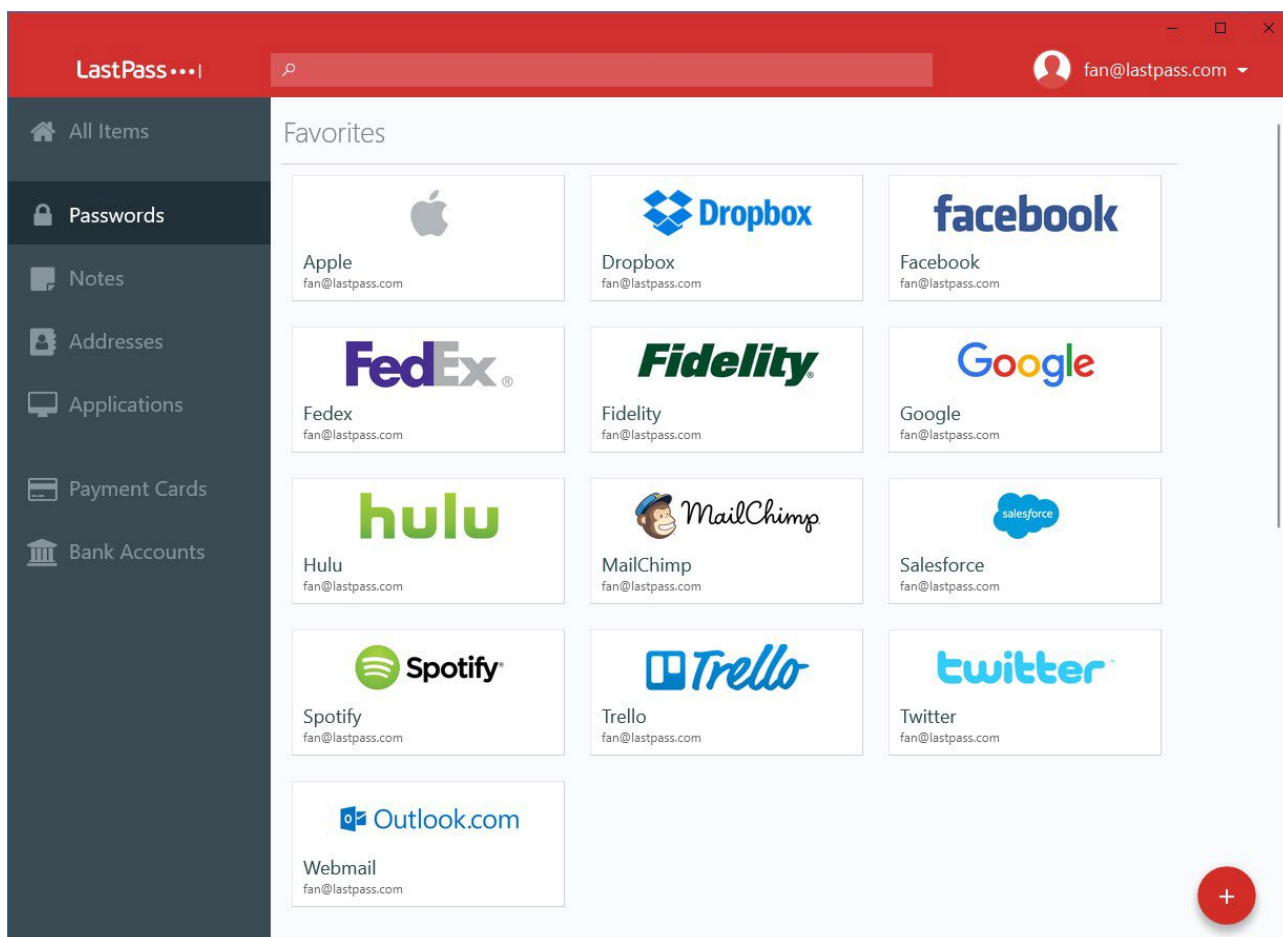 LastPass
fan@lastpass.com
All Items
Passwords
Notes
Addresses
Applications
Payment Cards
Bank Accounts
Favorites
Apple
fan@lastpass.com
Dropbox
Dropbox
fan@lastpass.com
facebook
Facebook
fan@lastpass.com
FedEx®
Fedex
fan@lastpass.com
Fidelity
Fidelity
fan@lastpass.com
Google
Google
fan@lastpass.com
hulu
Hulu
fan@lastpass.com
MailChimp
MailChimp
fan@lastpass.com
salesforce
Salesforce
fan@lastpass.com
Spotify
Spotify
fan@lastpass.com
Trello
Trello
fan@lastpass.com
twitter
Twitter
fan@lastpass.com
Outlook.com
Webmail
fan@lastpass.com